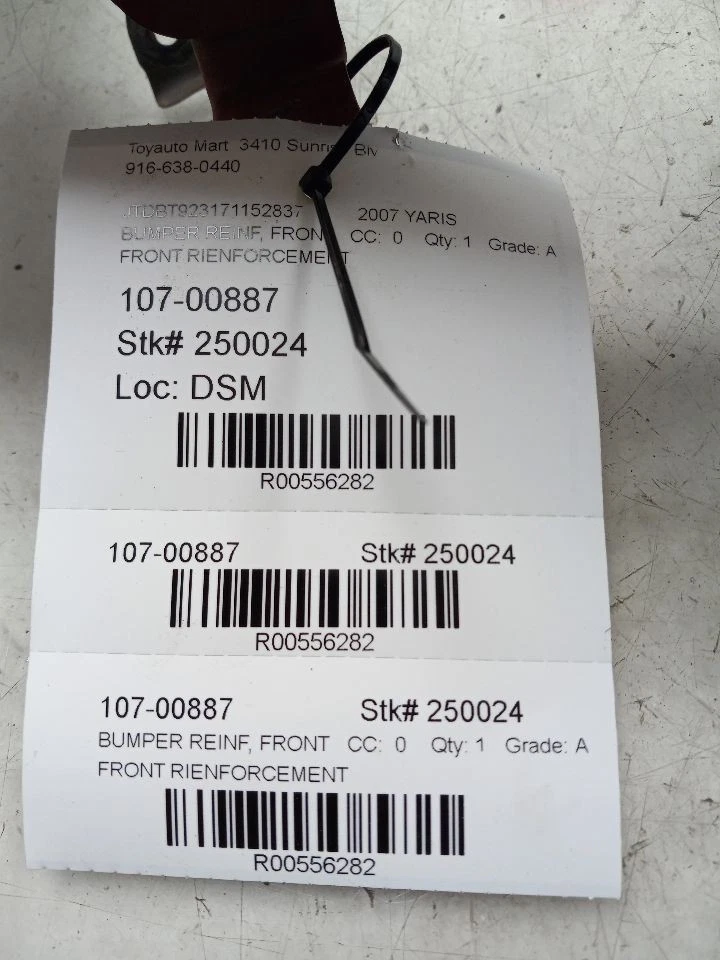 Toyauto Mart 3410 Sunrise Blv
916-638-0440
JTDBT923171152837 2007 YARIS
BUMPER REINF, FRONT CC: 0 Qty: 1 Grade: A
FRONT RIENFORCEMENT
107-00887
Stk# 250024
Loc: DSM
R00556282
107-00887 Stk# 250024
R00556282
107-00887 Stk# 250024
BUMPER REINF, FRONT CC: 0 Qty: 1 Grade: A
FRONT RIENFORCEMENT
R00556282